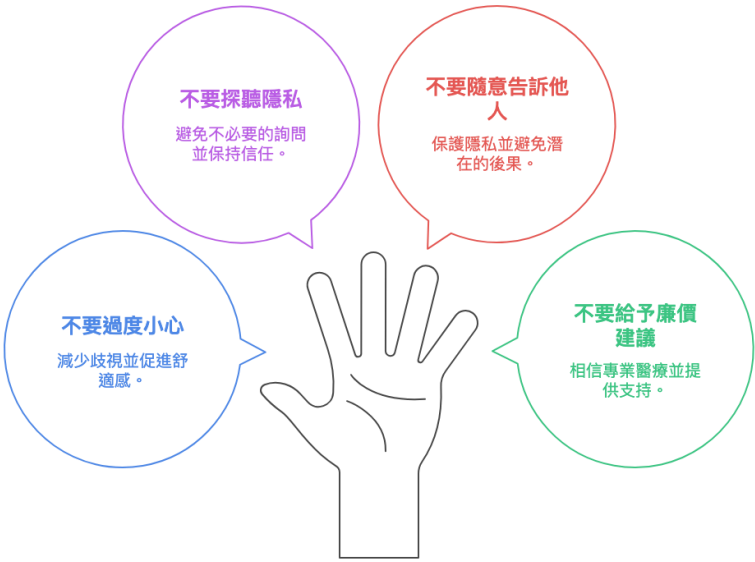 不要探聽隱私
避免不必要的詢問
並保持信任。
不要隨意告訴他
人
保護隱私並避免潛
在的後果。
不要過度小心
減少歧視並促進舒
適感。
不要給予廉價
建議
相信專業醫療並提
供支持。